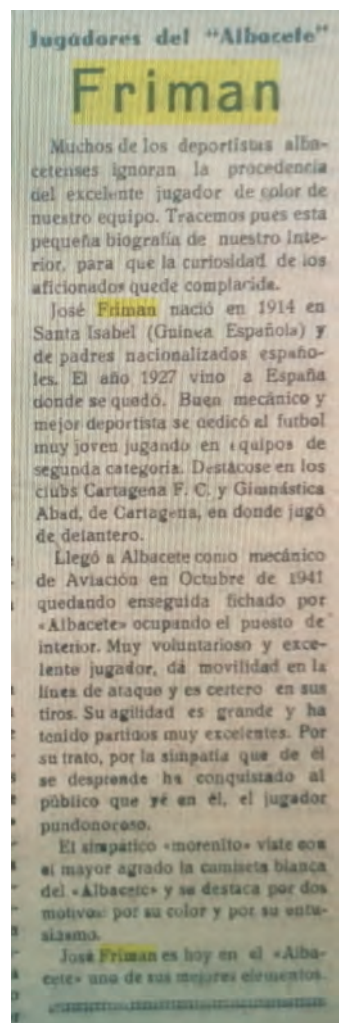 Jugadores del “Albacete”
Friman
Muchos de los deportistas alba-
cetenses ignoran la procedencia
del excelente jugador de color de
nuestro equipo. Tracemos pues esta
pequeña biografía de nuestro inte-
rior, para que la curiosidad de los
aficionados quede complacida.
José Friman nació en 1914 en
Santa Isabel (Guinea Española) y
de padres nacionalizados españo-
les. El año 1927 vino a España
donde se quedó. Buen mecánico y
mejor deportista se dedicó al futbol
muy joven jugando en equipos de
segunda categoría. Destacose en los
clubs Cartagena F. C. y Gimnástica
Abad, de Cartagena, en donde jugó
de delantero.
Llegó a Albacete como mecánico
de Aviación en Octubre de 1941
quedando enseguida fichado por
«Albacete» ocupando el puesto de
interior. Muy voluntarioso y exce-
lente jugador, dá movilidad en la
línea de ataque y es certero en sus
tiros. Su agilidad es grande y ha
tenido partidos muy excelentes. Por
su trato, por la simpatía que de él
se desprende ha conquistado al
público que vé en él, el jugador
pundonoroso.
El simpático «morenito» viste con
el mayor agrado la camiseta blanca
del «Albacete» y se destaca por dos
motivos: por su color y por su entu-
siasmo.
José Friman es hoy en el «Alba-
cete» uno de sus mejores elementos.